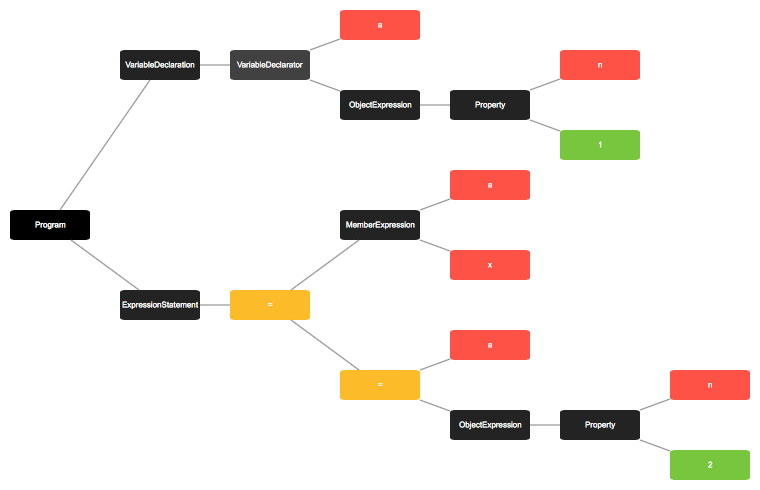 a
VariableDeclaration
VariableDeclarator
n
ObjectExpression
Property
1
a
Program
MemberExpression
x
ExpressionStatement
=
a
=
n
ObjectExpression
Property
2